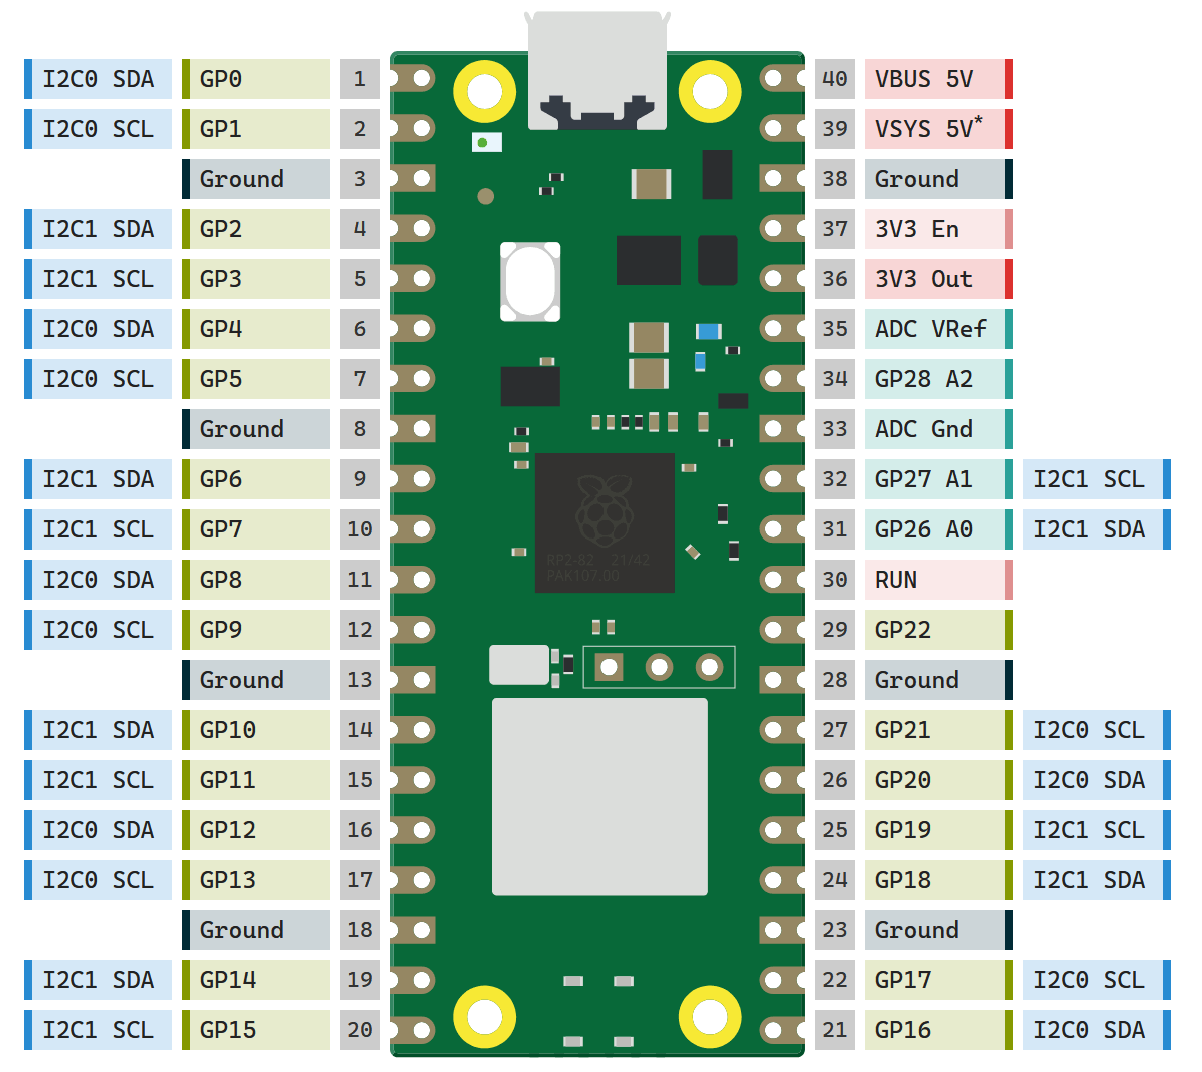 I2C0 SDA GP0 1 40 VBUS 5V
I2C0 SCL GP1 2 39 VSYS 5V*
Ground 3 38 Ground
I2C1 SDA GP2 4 37 3V3 En
I2C1 SCL GP3 5 36 3V3 Out
I2C0 SDA GP4 6 35 ADC VRef
I2C0 SCL GP5 7 34 GP28 A2
Ground 8 33 ADC Gnd
I2C1 SDA GP6 9 32 GP27 A1 I2C1 SCL
I2C1 SCL GP7 10 31 GP26 A0 I2C1 SDA
RP2-82 21/42
PAK107.00
I2C0 SDA GP8 11 30 RUN
I2C0 SCL GP9 12 29 GP22
Ground 13 28 Ground
I2C1 SDA GP10 14 27 GP21 I2C0 SCL
I2C1 SCL GP11 15 26 GP20 I2C0 SDA
I2C0 SDA GP12 16 25 GP19 I2C1 SCL
I2C0 SCL GP13 17 24 GP18 I2C1 SDA
Ground 18 23 Ground
I2C1 SDA GP14 19 22 GP17 I2C0 SCL
I2C1 SCL GP15 20 21 GP16 I2C0 SDA